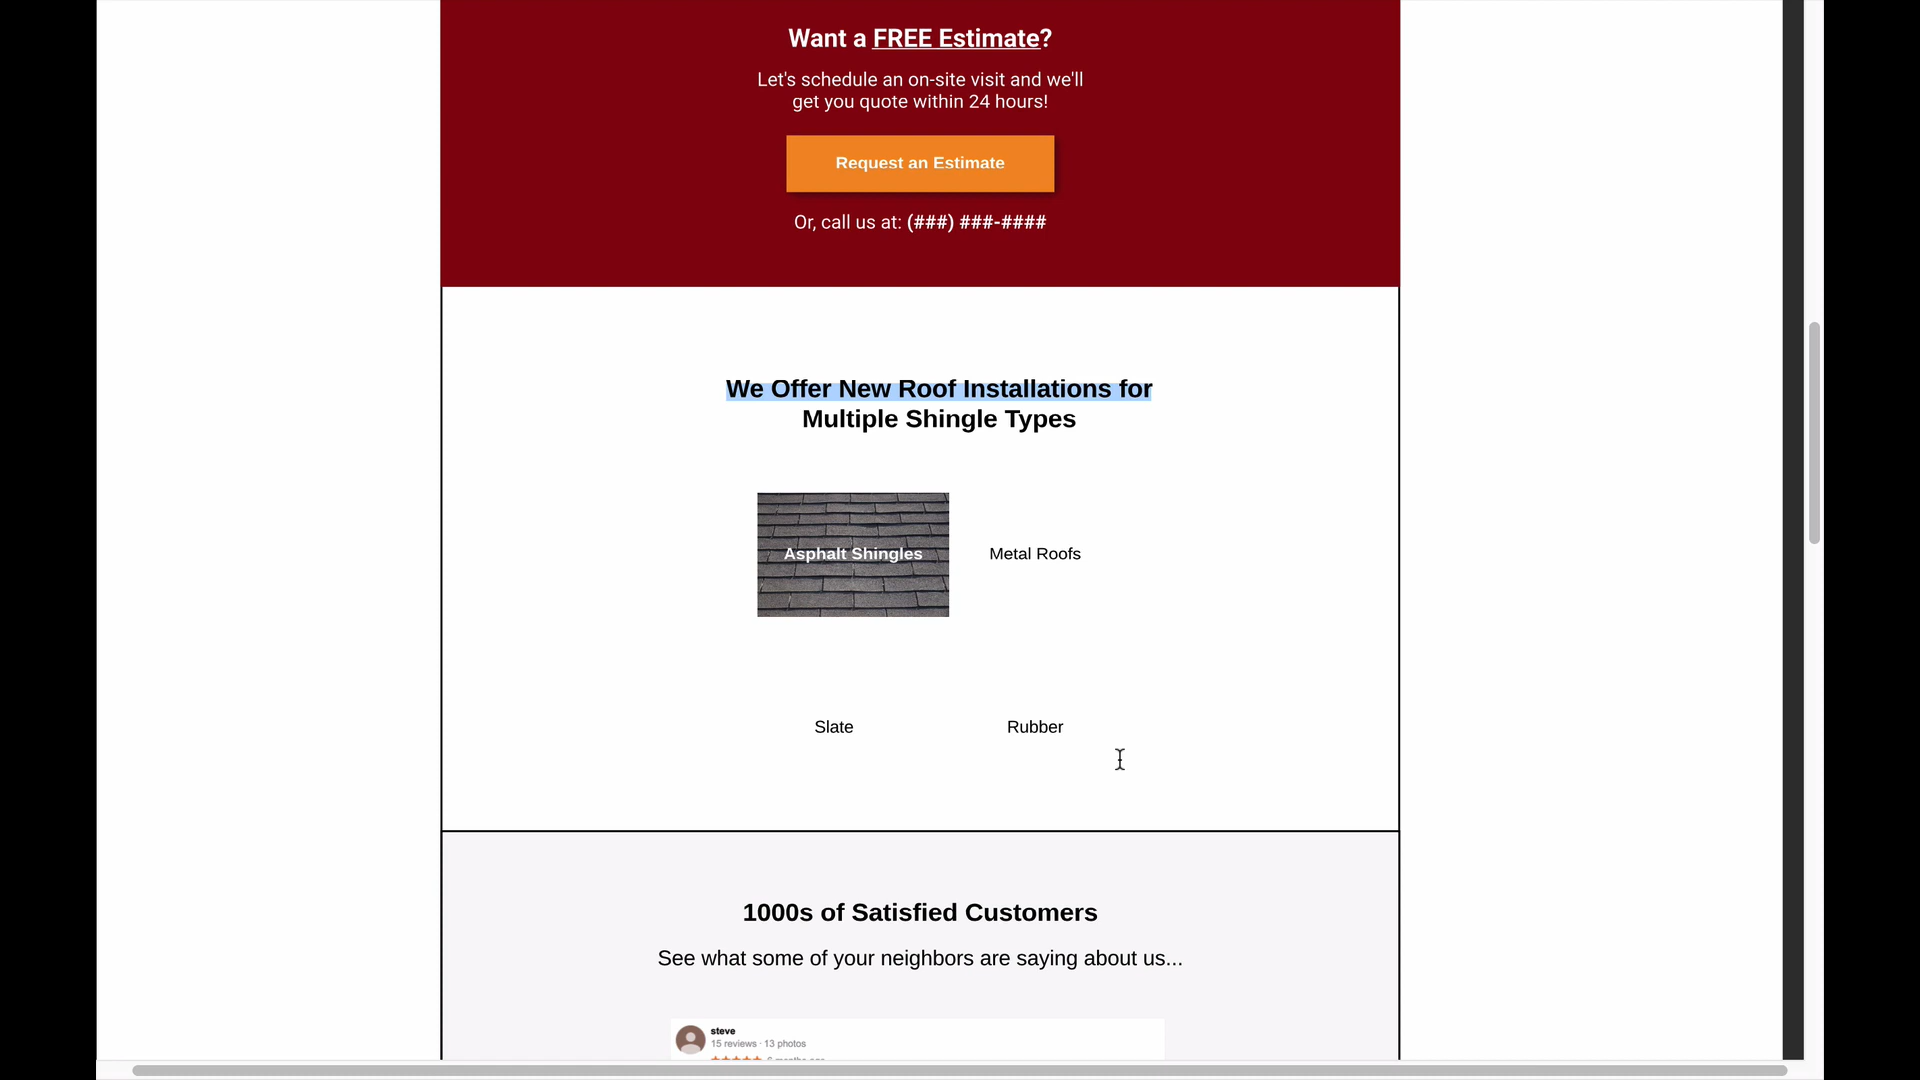 Want a FREE Estimate?
Let's schedule an on-site visit and we'll
get you quote within 24 hours!
Request an Estimate
Or, call us at: (###) ###-####
We Offer New Roof Installations for
Multiple Shingle Types
Asphalt Shingles
Metal Roofs
Slate
Rubber
1000s of Satisfied Customers
See what some of your neighbors are saying about us...
steve
15 reviews · 13 photos